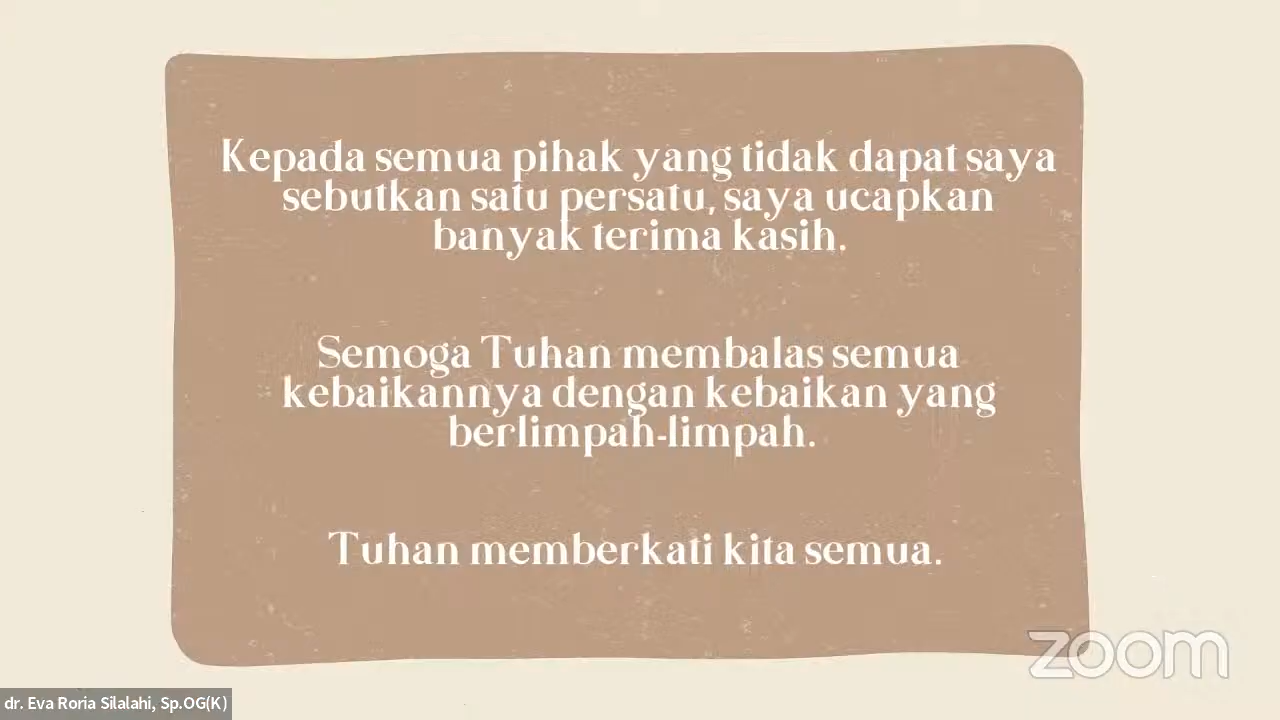 Kepada semua pihak yang tidak dapat saya
sebutkan satu persatu, saya ucapkan
banyak terima kasih.
Semoga Tuhan membalas semua
kebaikannya dengan kebaikan yang
berlimpah-limpah.
Tuhan memberkati kita semua.
zoom
dr. Eva Roria Silalahi, Sp.OG(K)